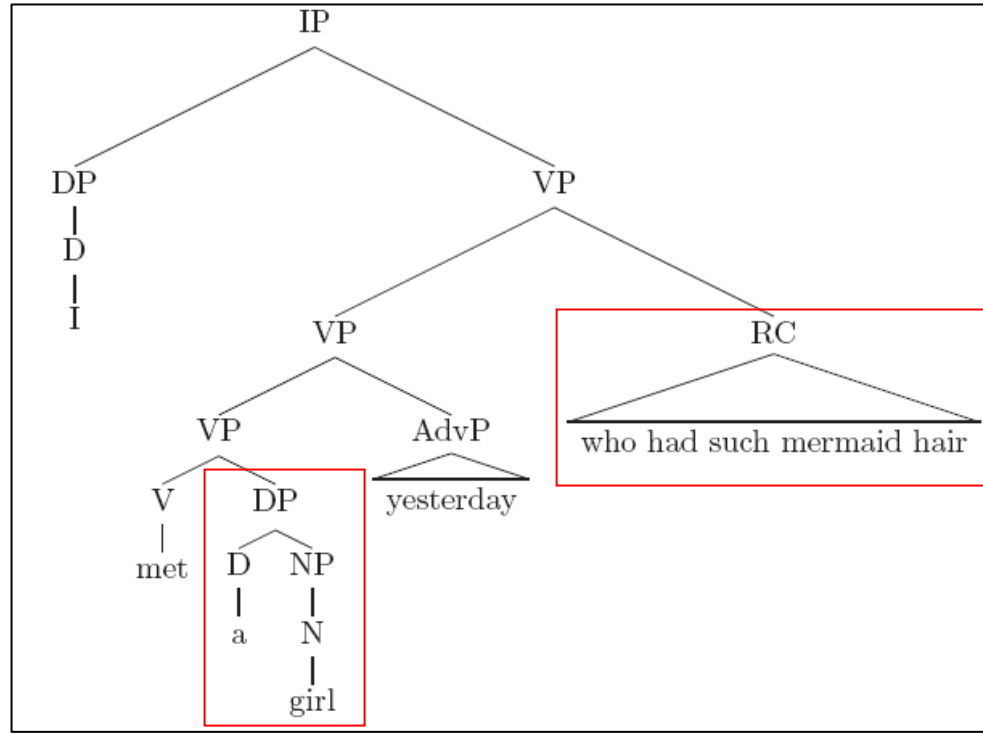 IP
DP VP
D
I
VP RC
who had such mermaid hair
VP AdvP
yesterday
V DP
met
D NP
a N
girl